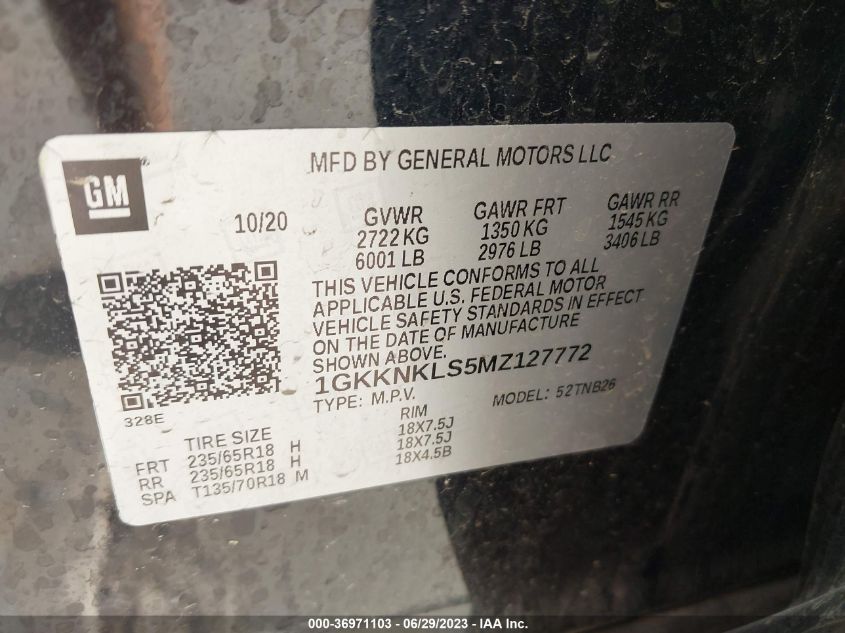 MFD BY GENERAL MOTORS LLC
GM
10/20
GVWR GAWR FRT GAWR RR
2722 KG 1350 KG 1545 KG
6001 LB 2976 LB 3406 LB
THIS VEHICLE CONFORMS TO ALL
APPLICABLE U.S. FEDERAL MOTOR
VEHICLE SAFETY STANDARDS IN EFFECT
ON THE DATE OF MANUFACTURE
SHOWN ABOVE.
1GKKNKLS5MZ127772
TYPE: M.P.V. MODEL: 52TNB26
328E
TIRE SIZE RIM
FRT 235/65R18 H 18X7.5J
RR 235/65R18 H 18X7.5J
SPA T135/70R18 M 18X4.5B
000-36971103 - 06/29/2023 - IAA Inc.